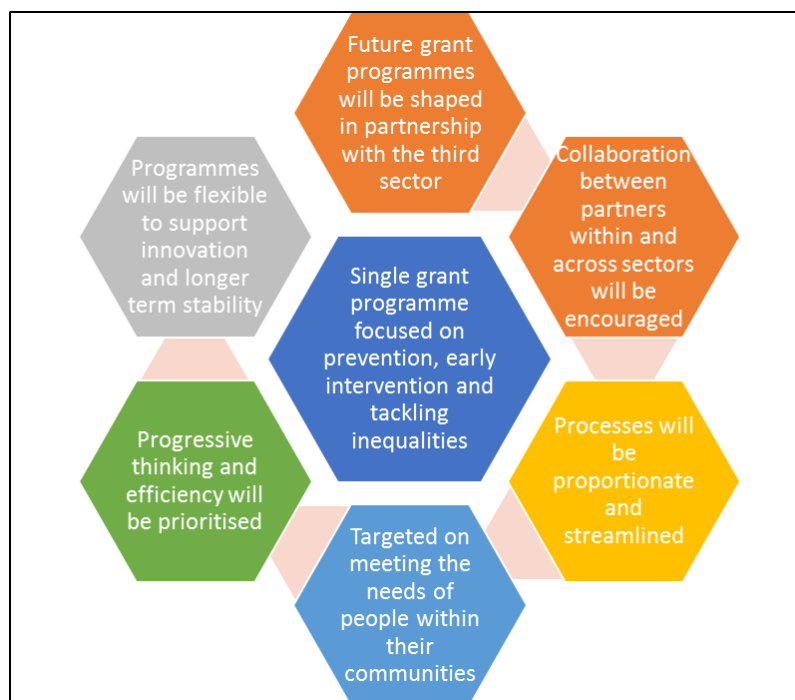 Future grant
programmes
will be shaped
in partnership
with the third
sector
Collaboration
between
partners
within and
across sectors
will be
encouraged
Processes will
be
proportionate
and
streamlined
Targeted on
meeting the
needs of
people within
their
communities
Progressive
thinking and
efficiency will
be prioritised
Programmes
will be flexible
to support
innovation
and longer
term stability
Single grant
programme
focused on
prevention, early
intervention and
tackling
inequalities